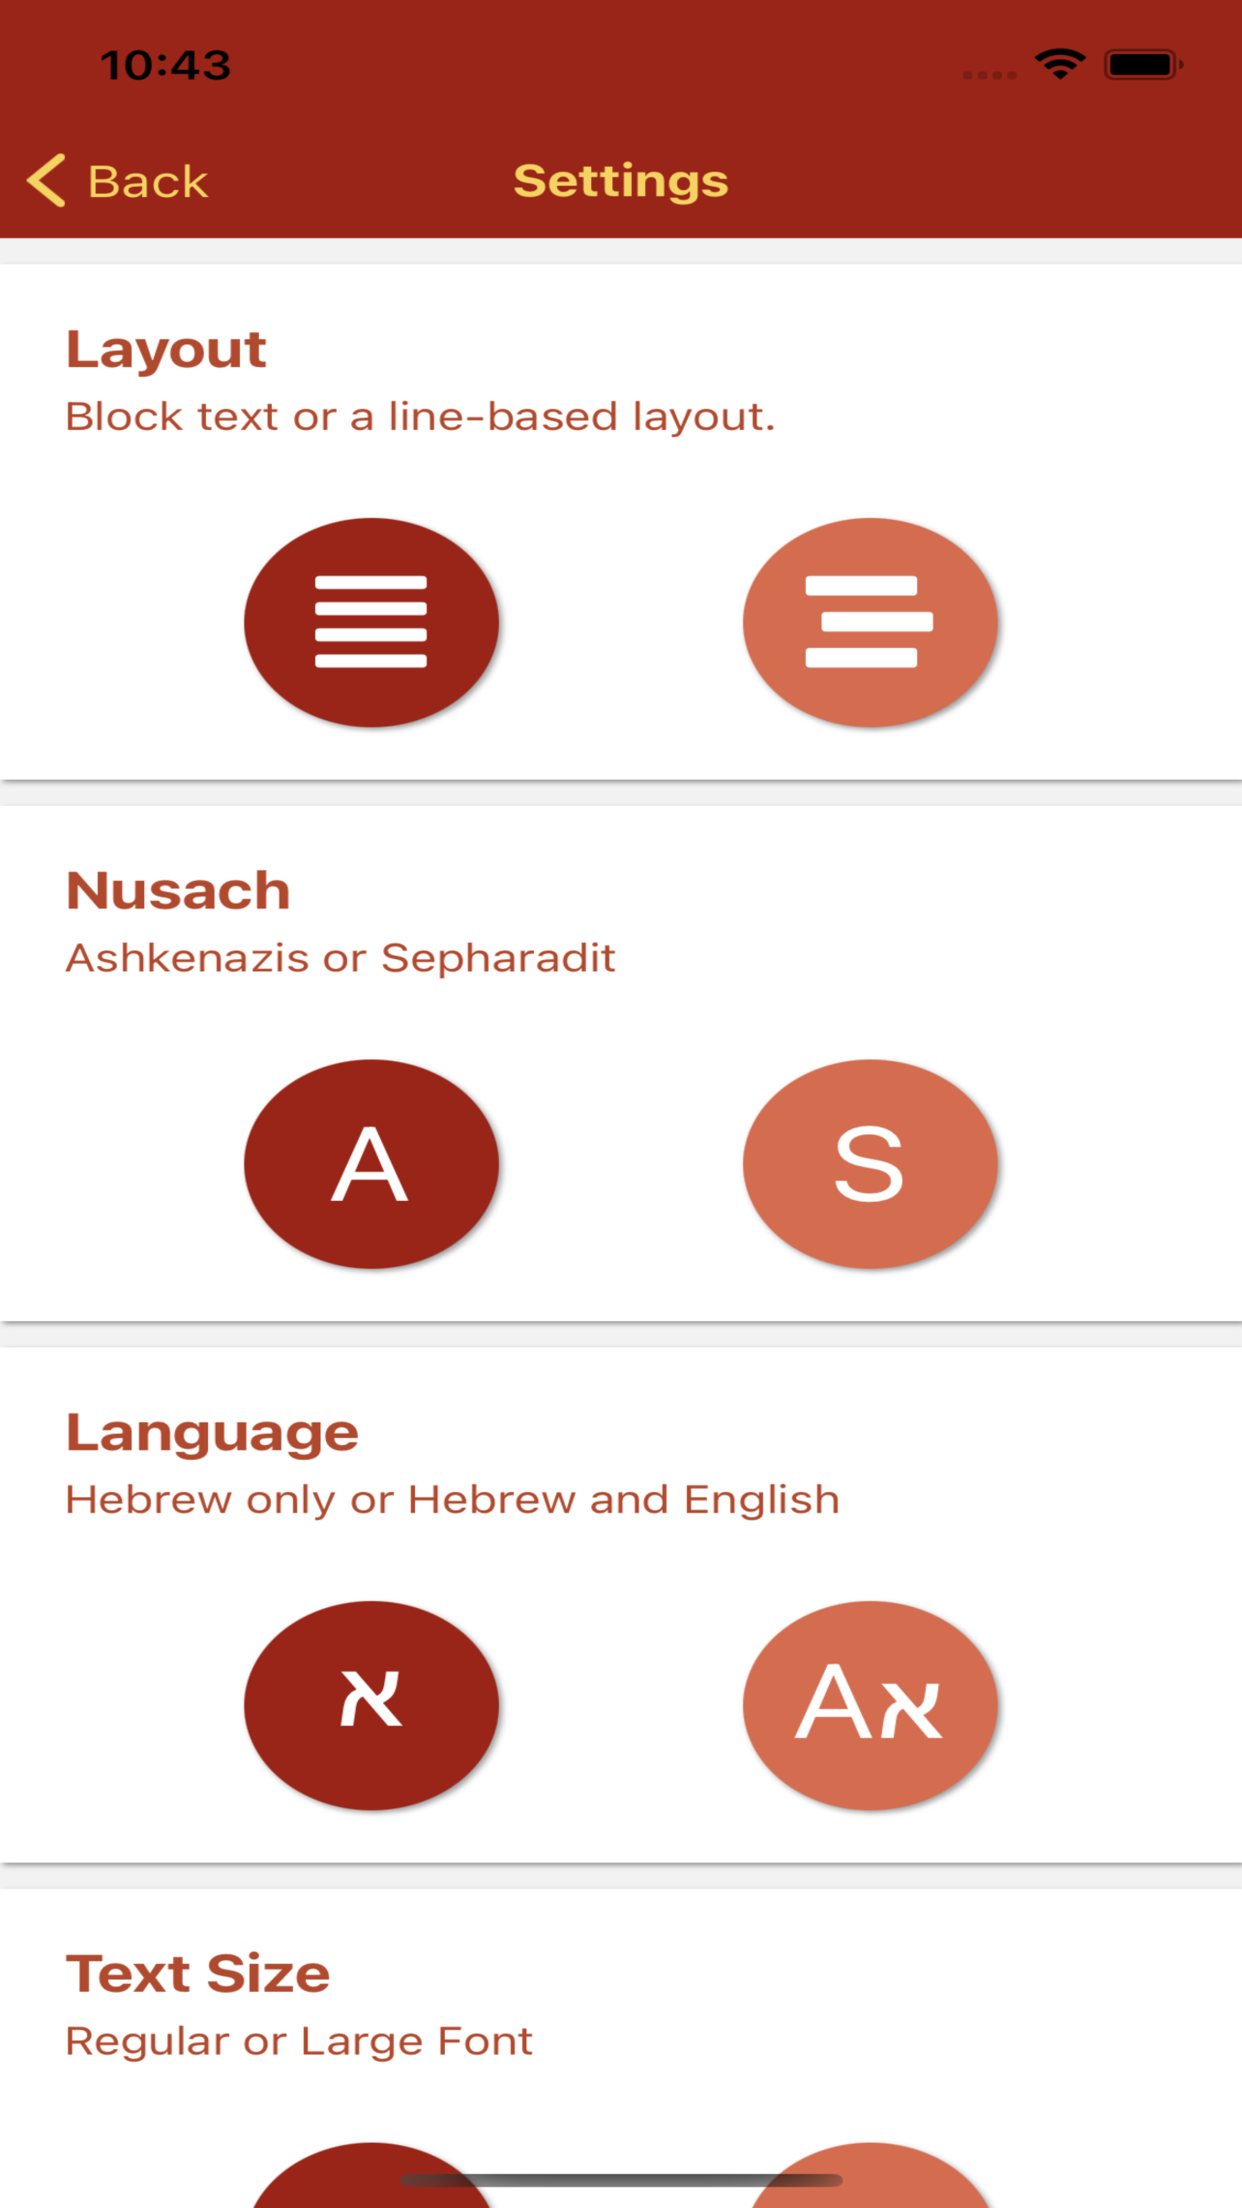 10:43
Back
Settings
Layout
Block text or a line-based layout.
Nusach
Ashkenazis or Sepharadit
A
S
Language
Hebrew only or Hebrew and English
א
Aא
Text Size
Regular or Large Font